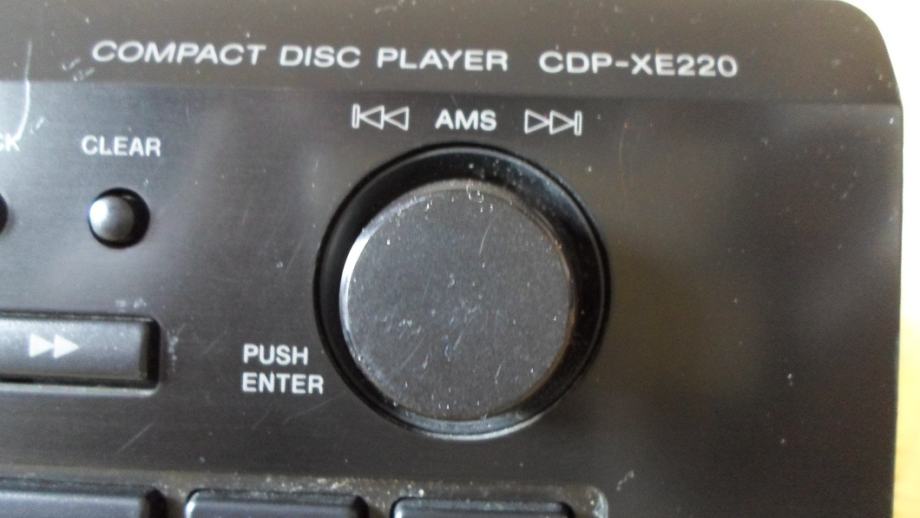 COMPACT DISC PLAYER CDP-XE220
AMS
CLEAR
PUSH
ENTER